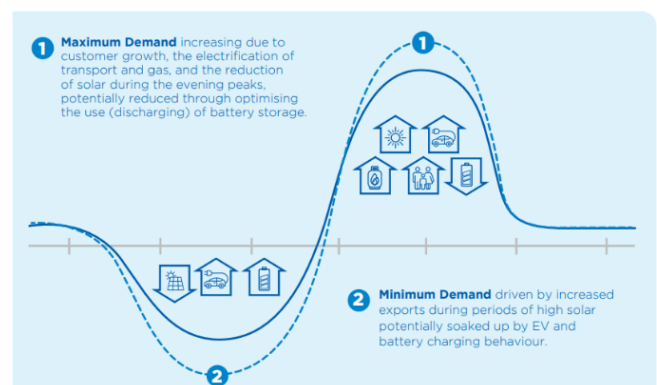 1 Maximum Demand increasing due to
customer growth, the electrification of
transport and gas, and the reduction
of solar during the evening peaks,
potentially reduced through optimising
the use (discharging) of battery storage.
1
2 Minimum Demand driven by increased
exports during periods of high solar
potentially soaked up by EV and
battery charging behaviour.
2